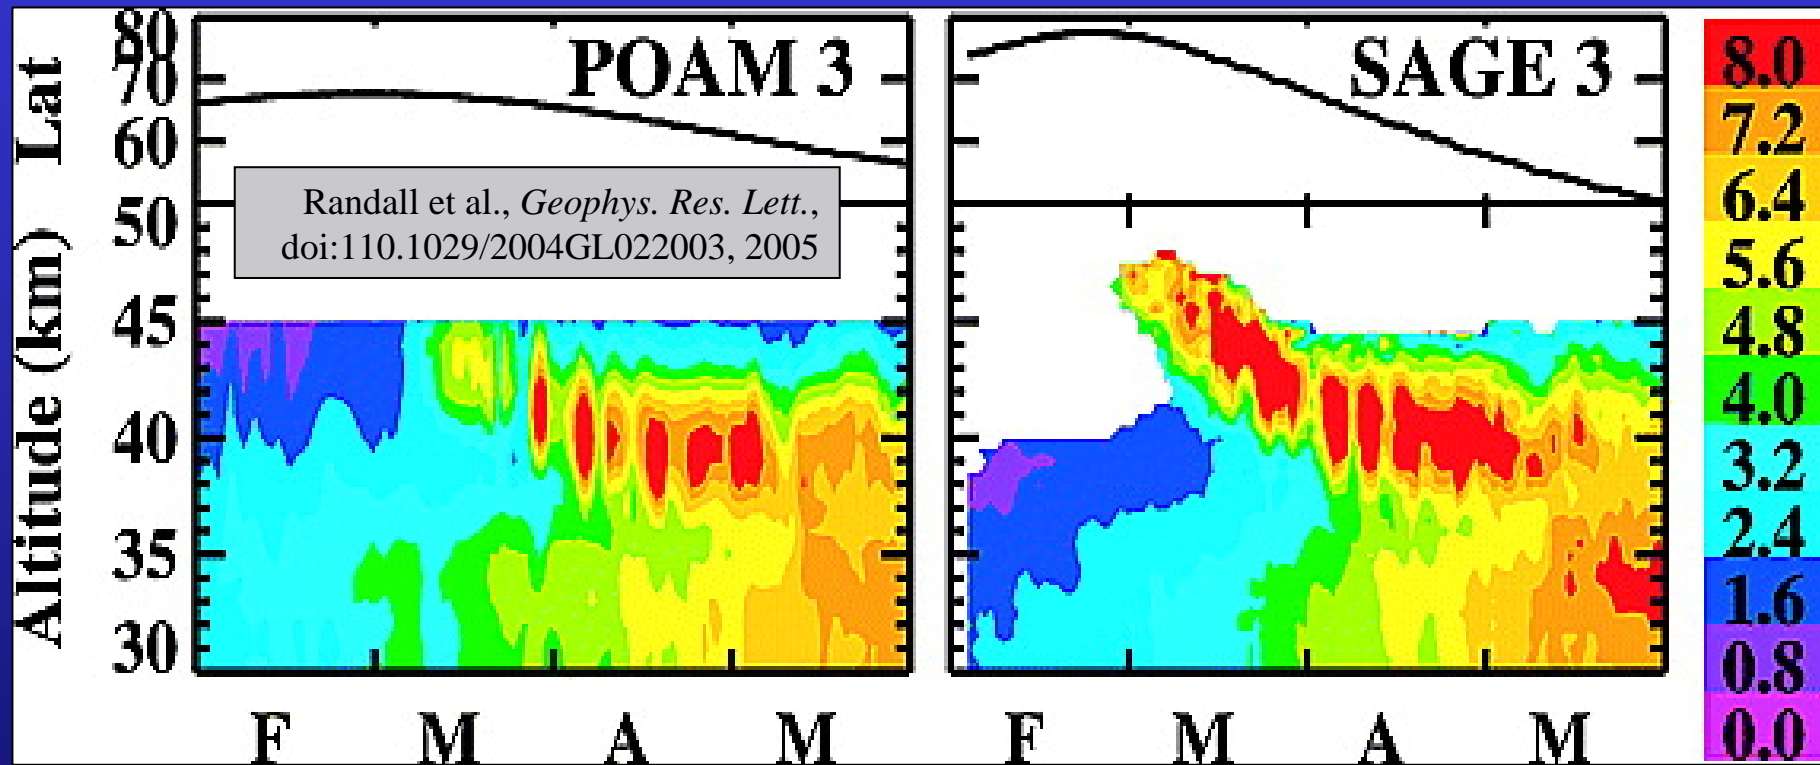 POAM 3
SAGE 3
Lat
80
70
60
50
Randall et al., Geophys. Res. Lett.,
doi:110.1029/2004GL022003, 2005
Altitude (km)
45
40
35
30
F M A M
F M A M
8.0
7.2
6.4
5.6
4.8
4.0
3.2
2.4
1.6
0.8
0.0